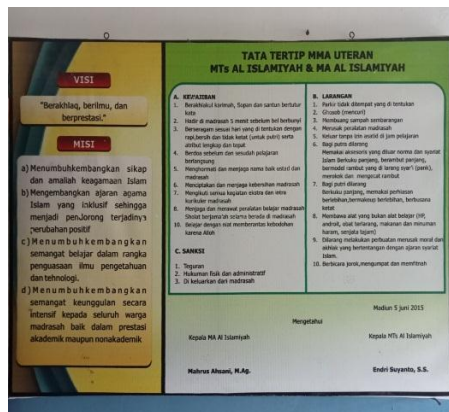 VISI
"Berakhlaq, berilmu, dan
berprestasi."
MISI
a) Menumbuhkembangkan sikap
dan amaliah keagamaan Islam
b) Mengembangkan ajaran agama
Islam yang inklusif sehingga
menjadi pendorong terjadinya
perubahan positif
c) Menumbuhkembangkan
semangat belajar dalam rangka
penguasaan ilmu pengetahuan
dan tehnologi.
d) Menumbuhkembangkan
semangat keunggulan secara
intensif kepada seluruh warga
madrasah baik dalam prestasi
akademik maupun nonakademik
TATA TERTIP MMA UTERAN
MTs AL ISLAMIYAH & MA AL ISLAMIYAH
A. KEWAJIBAN
1. Berakhlakul karimah, Sopan dan santun bertutur
kata
2. Hadir di madrasah 5 menit sebelum bel berbunyi
3. Berseragam sesuai hari yang di tentukan dengan
rapi,bersih dan tidak ketat (untuk putri) serta
atribut lengkap dan tepat
4. Berdoa sebelum dan sesudah pelajaran
berlangsung
5. Menghormati dan menjaga nama baik ustad dan
madrasah
6. Menciptakan dan menjaga kebersihan madrasah
7. Mengikuti semua kegiatan ekstra dan intra
kurikuler madrasah
8. Menjaga dan merawat peralatan belajar madrasah
9. Sholat berjama'ah selama berada di madrasah
10. Belajar dengan niat memberantas kebodohan
karena Alloh
C. SANKSI
1. Teguran
2. Hukuman fisik dan administratif
3. Di keluarkan dari madrasah
B. LARANGAN
1. Parkir tidak ditempat yang di tentukan
2. Ghosob (mencuri)
3. Membuang sampah sembarangan
4. Merusak peralatan madrasah
5. Keluar tanpa izin asatid di jam pelajaran
6. Bagi putra dilarang
Memakai aksesoris yang diluar norma dan syariat
Islam Berkuku panjang, berambut panjang,
bermodel rambut yang di larang syar'i (pank),
merokok dan mengecat rambut
7. Bagi putri dilarang
Berkuku panjang, memakai perhiasan
berlebihan,bermakeup berlebihan, berbusana
ketat
8. Membawa alat yang bukan alat belajar (HP,
android, obat terlarang, makanan dan minuman
haram, senjata tajam)
9. Dilarang melakukan perbuatan merusak moral dan
akhlak yang bertentangan dengan ajaran syariat
Islam.
10. Berbicara jorok,mengumpat dan memfitnah
Madiun 5 juni 2015
Mengetahui
Kepala MA Al Islamiyah
Kepala MTs Al Islamiyah
Mahrus Ahsani, M.Ag.
Endri Suyanto, S.S.